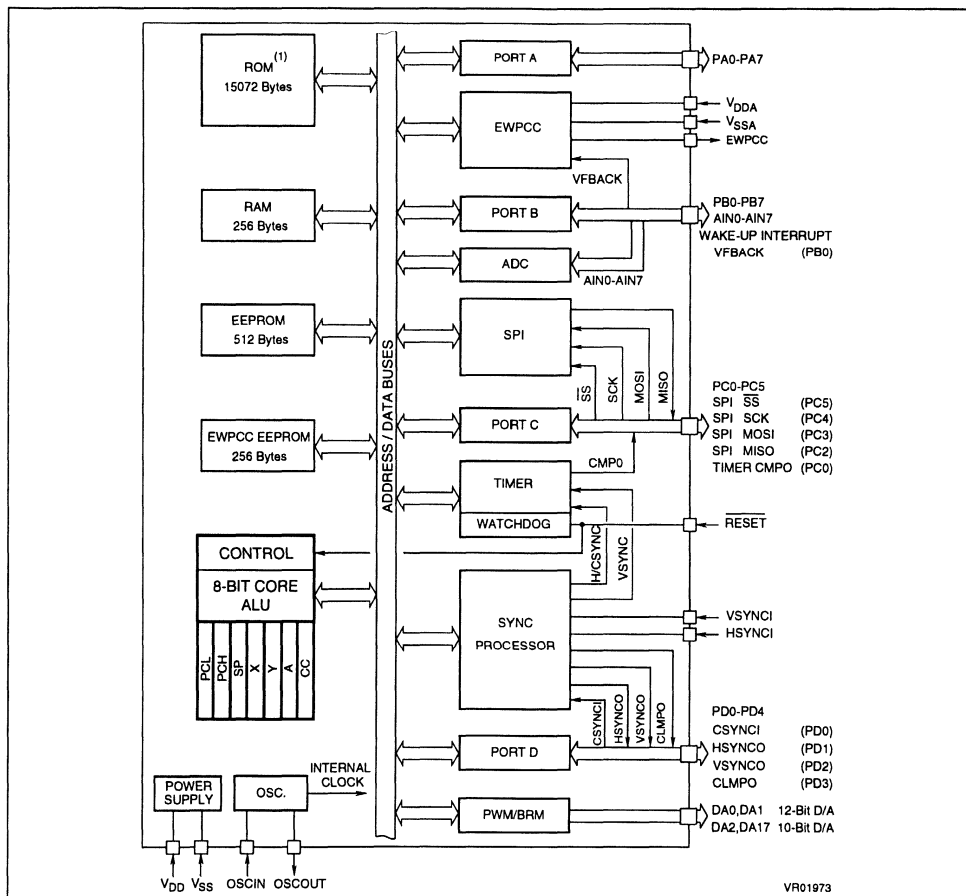 ROM (1)
15072 Bytes
RAM
256 Bytes
EEPROM
512 Bytes
EWPCC EEPROM
256 Bytes
CONTROL
8-BIT CORE
ALU
PCL
PCH
SP
X
Y
A
CC
POWER
SUPPLY
OSC.
INTERNAL
CLOCK
VDD
VSS
OSCIN
OSCOUT
ADDRESS / DATA BUSES
PORT A
PA0-PA7
EWPCC
VDDA
VSSA
EWPCC
VFBACK
PORT B
PB0-PB7
AIN0-AIN7
WAKE-UP INTERRUPT
VFBACK (PB0)
ADC
AIN0-AIN7
SPI
SS
SCK
MOSI
MISO
PORT C
PC0-PC5
SPI SS (PC5)
SPI SCK (PC4)
SPI MOSI (PC3)
SPI MISO (PC2)
TIMER CMPO (PC0)
CMP0
TIMER
WATCHDOG
RESET
H/CSYNC
VSYNC
SYNC
PROCESSOR
VSYNCI
HSYNCI
CSYNCI
HSYNCO
VSYNCO
CLMPO
PORT D
PD0-PD4
CSYNCI (PD0)
HSYNCO (PD1)
VSYNCO (PD2)
CLMPO (PD3)
PWM/BRM
DA0,DA1 12-Bit D/A
DA2,DA17 10-Bit D/A
VR01973